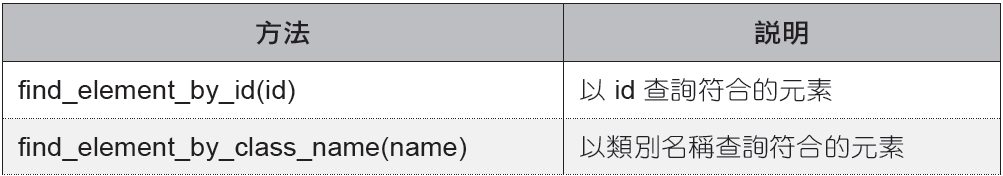 方法 說明
find_element_by_id(id) 以 id 查詢符合的元素
find_element_by_class_name(name) 以類別名稱查詢符合的元素